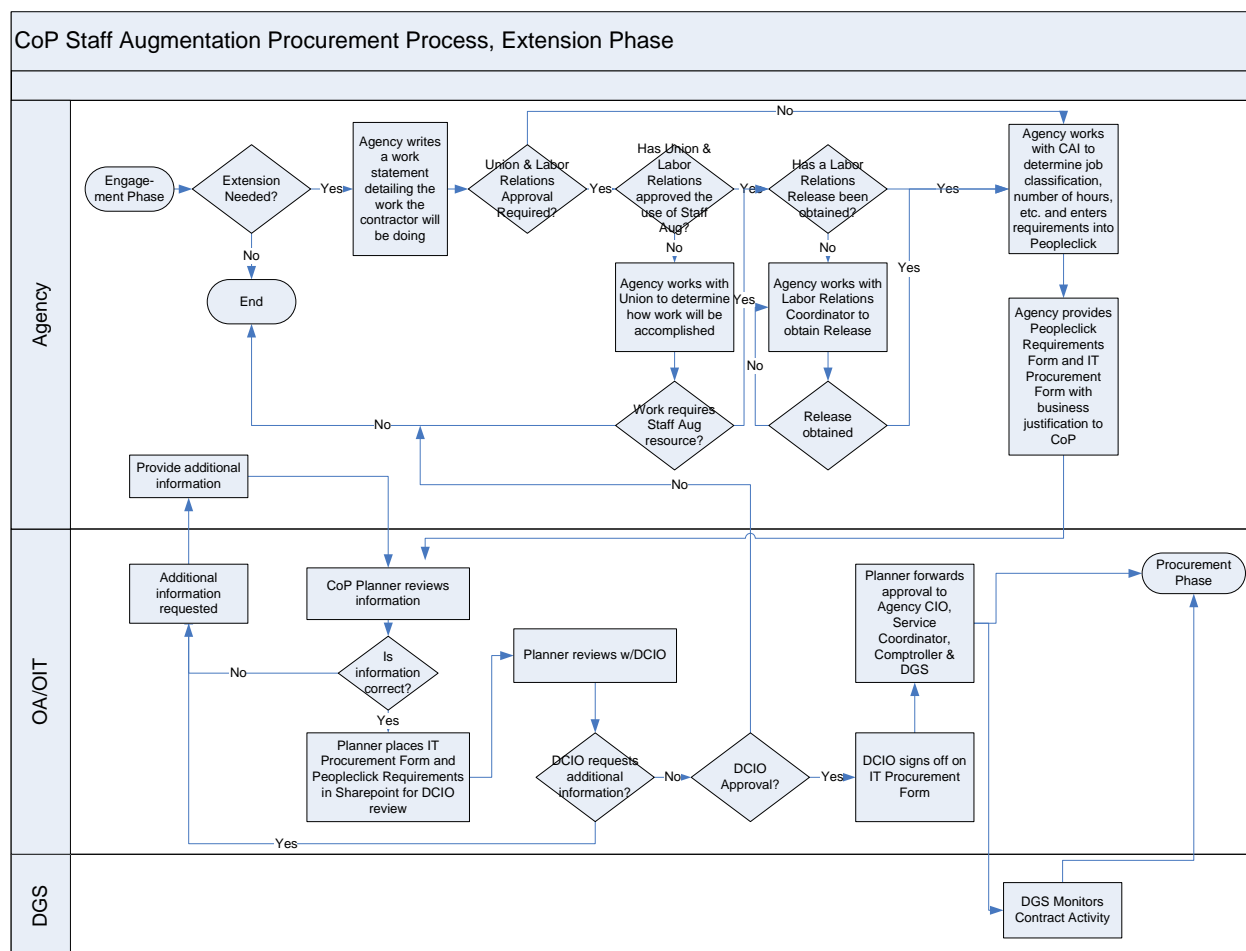 CoP Staff Augmentation Procurement Process, Extension Phase
Agency
Engage-
ment Phase
Extension
Needed?
Yes
No
End
Agency writes
a work
statement
detailing the
work the
contractor will
be doing
Union & Labor
Relations
Approval
Required?
No
Yes
Has Union &
Labor
Relations
approved the
use of Staff
Aug?
Yes
No
Has a Labor
Relations
Release been
obtained?
Yes
No
Agency works
with CAI to
determine job
classification,
number of hours,
etc. and enters
requirements into
Peopleclick
Agency works with
Union to determine
how work will be
accomplished
Yes
Agency works with
Labor Relations
Coordinator to
obtain Release
Yes
Agency provides
Peopleclick
Requirements
Form and IT
Procurement
Form with
business
justification to
CoP
No
Work requires
Staff Aug
resource?
No
Release
obtained
Provide additional
information
No
OA/OIT
Additional
information
requested
CoP Planner reviews
information
Is
information
correct?
No
Yes
Planner places IT
Procurement Form and
Peopleclick Requirements
in Sharepoint for DCIO
review
Planner reviews w/DCIO
DCIO requests
additional
information?
Yes
No
DCIO
Approval?
Yes
DCIO signs off on
IT Procurement
Form
Planner forwards
approval to
Agency CIO,
Service
Coordinator,
Comptroller &
DGS
Procurement
Phase
DGS
DGS Monitors
Contract Activity